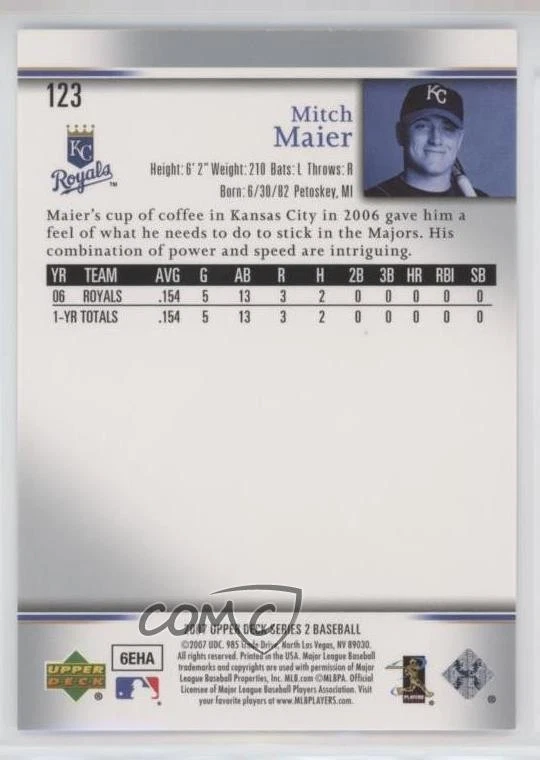 123
KC
Mitch
Maier
KC
Royals™
Height: 6' 2" Weight: 210 Bats: L Throws: R
Born: 6/30/82 Petoskey, MI
Maier's cup of coffee in Kansas City in 2006 gave him a
feel of what he needs to do to stick in the Majors. His
combination of power and speed are intriguing.
YR TEAM AVG G AB R H 2B 3B HR RBI SB
06 ROYALS .154 5 13 3 2 0 0 0 0 0
1-YR TOTALS .154 5 13 3 2 0 0 0 0 0
COMC
2007 UPPER DECK SERIES 2 BASEBALL
©2007 UDC. 985 Trade Drive, North Las Vegas, NV 89030.
All rights reserved. Printed in the USA. Major League Baseball
trademarks and copyrights are used with permission of Major
League Baseball Properties, Inc. MLB.com ©MLBPA. Official
Licensee of Major League Baseball Players Association. Visit
your favorite players at www.MLBPLAYERS.com.
6EHA
UPPER
DECK ®
®
PLAYERS
®
®